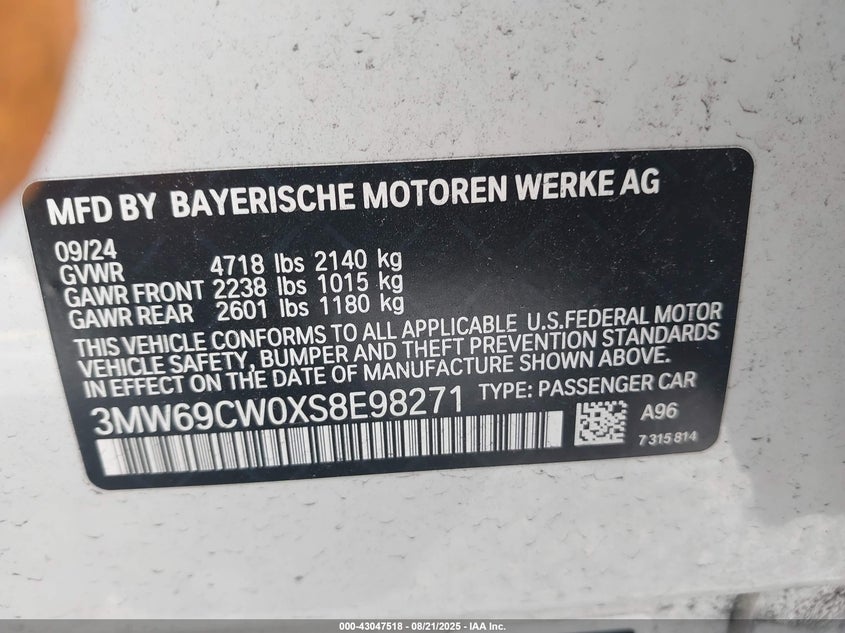 MFD BY BAYERISCHE MOTOREN WERKE AG
09/24
GVWR 4718 lbs 2140 kg
GAWR FRONT 2238 lbs 1015 kg
GAWR REAR 2601 lbs 1180 kg
THIS VEHICLE CONFORMS TO ALL APPLICABLE U.S.FEDERAL MOTOR
VEHICLE SAFETY, BUMPER AND THEFT PREVENTION STANDARDS
IN EFFECT ON THE DATE OF MANUFACTURE SHOWN ABOVE.
3MW69CW0XS8E98271 TYPE: PASSENGER CAR
A96
7 315 814
000-43047518 - 08/21/2025 - IAA Inc.